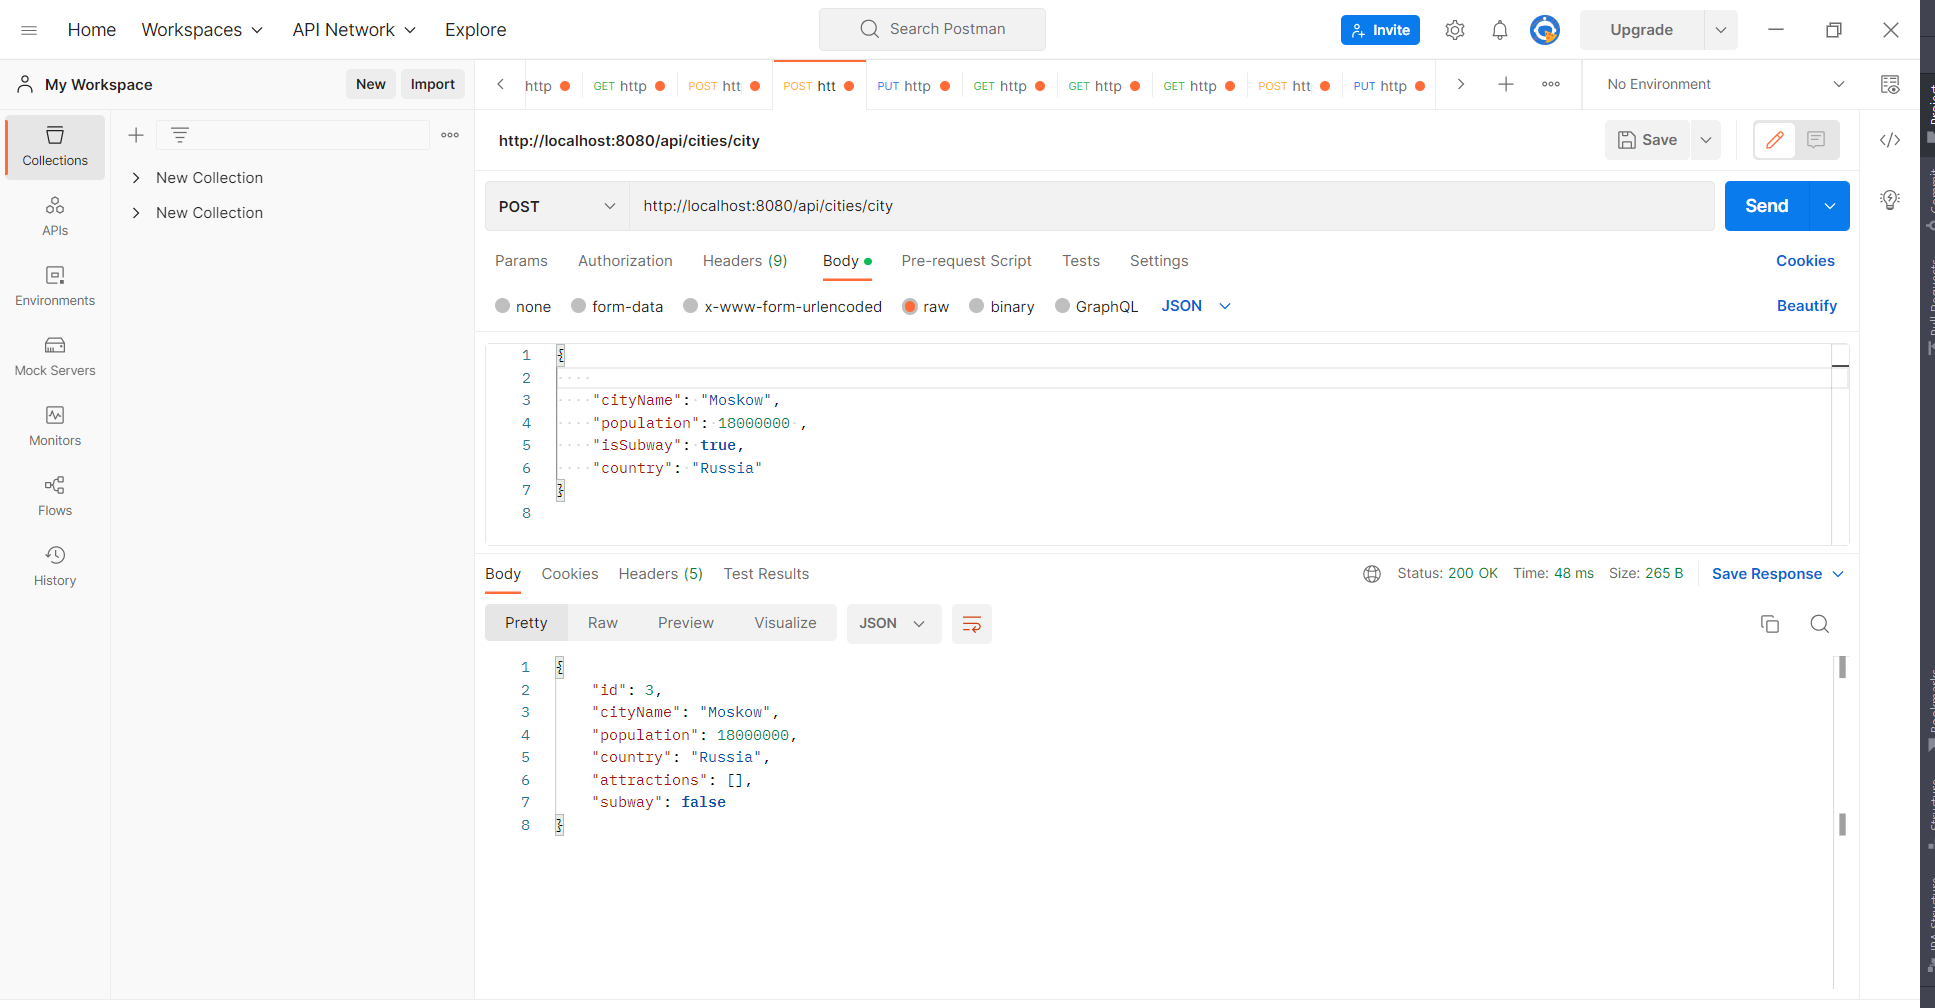 Home Workspaces API Network Explore Search Postman Invite Upgrade
My Workspace New Import http GET http POST htt POST htt PUT http GET http GET http GET http POST htt PUT http No Environment
Collections
APIs
Environments
Mock Servers
Monitors
Flows
History
New Collection
New Collection
http://localhost:8080/api/cities/city Save
POST http://localhost:8080/api/cities/city Send
Params Authorization Headers (9) Body Pre-request Script Tests Settings Cookies
none form-data x-www-form-urlencoded raw binary GraphQL JSON Beautify
1 {
2
3 "cityName": "Moskow",
4 "population": 18000000 ,
5 "isSubway": true,
6 "country": "Russia"
7 }
8
Body Cookies Headers (5) Test Results Status: 200 OK Time: 48 ms Size: 265 B Save Response
Pretty Raw Preview Visualize JSON
1 {
2 "id": 3,
3 "cityName": "Moskow",
4 "population": 18000000,
5 "country": "Russia",
6 "attractions": [],
7 "subway": false
8 }
Project
Commit
Pull Requests
Bookmarks
Structure